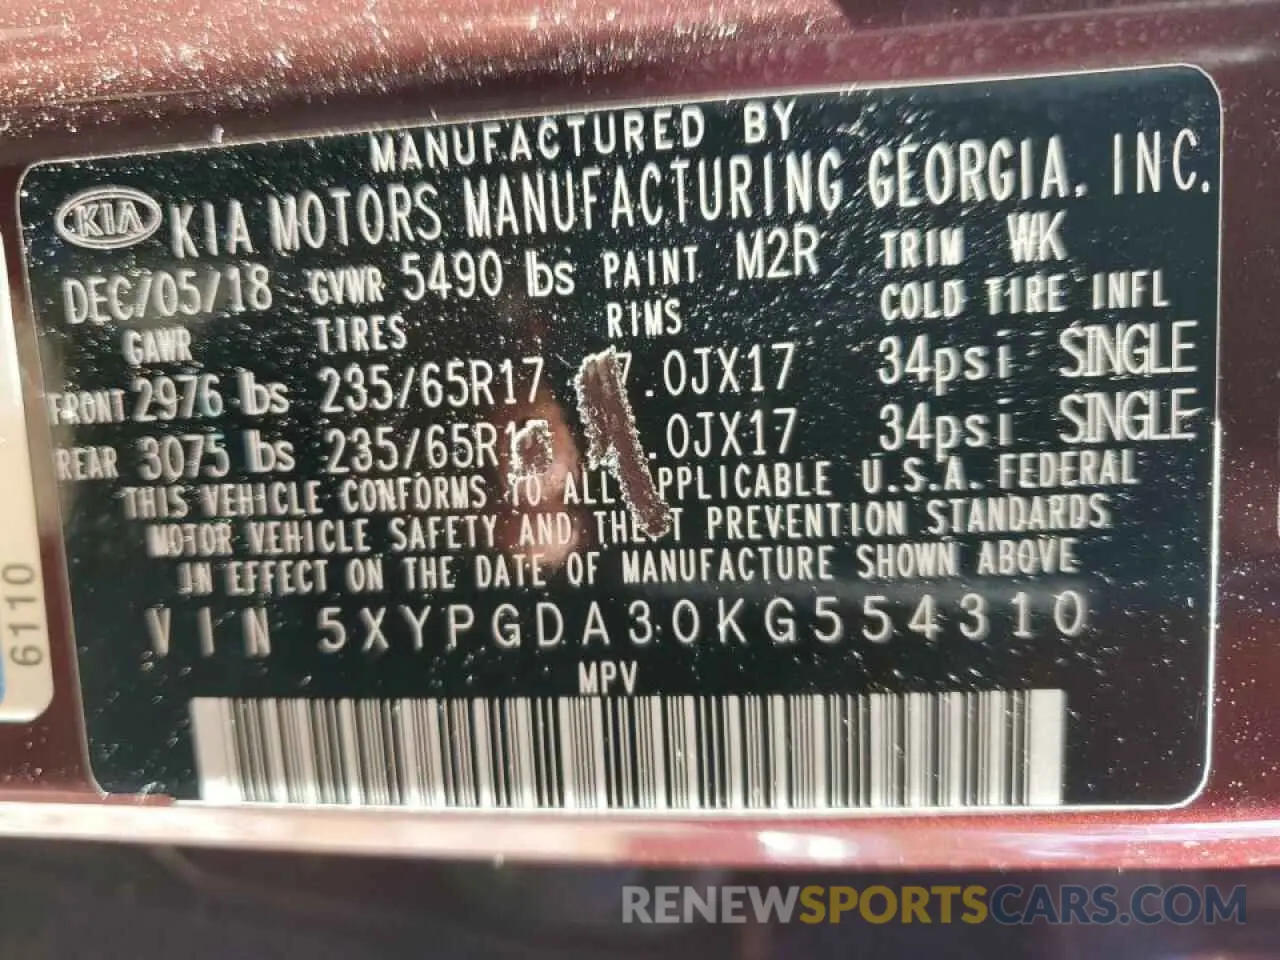 MANUFACTURED BY
KIA KIA MOTORS MANUFACTURING GEORGIA, INC.
DEC/05/18 GVWR 5490 lbs PAINT M2R TRIM WK
GAWR TIRES RIMS COLD TIRE INFL
FRONT 2976 lbs 235/65R17 7.0JX17 34psi SINGLE
REAR 3075 lbs 235/65R1 .0JX17 34psi SINGLE
THIS VEHICLE CONFORMS TO ALL PPLICABLE U.S.A. FEDERAL
MOTOR VEHICLE SAFETY AND THEFT PREVENTION STANDARDS
IN EFFECT ON THE DATE OF MANUFACTURE SHOWN ABOVE
VIN 5XYPGDA30KG554310
MPV
6110
RENEWSPORTSCARS.COM